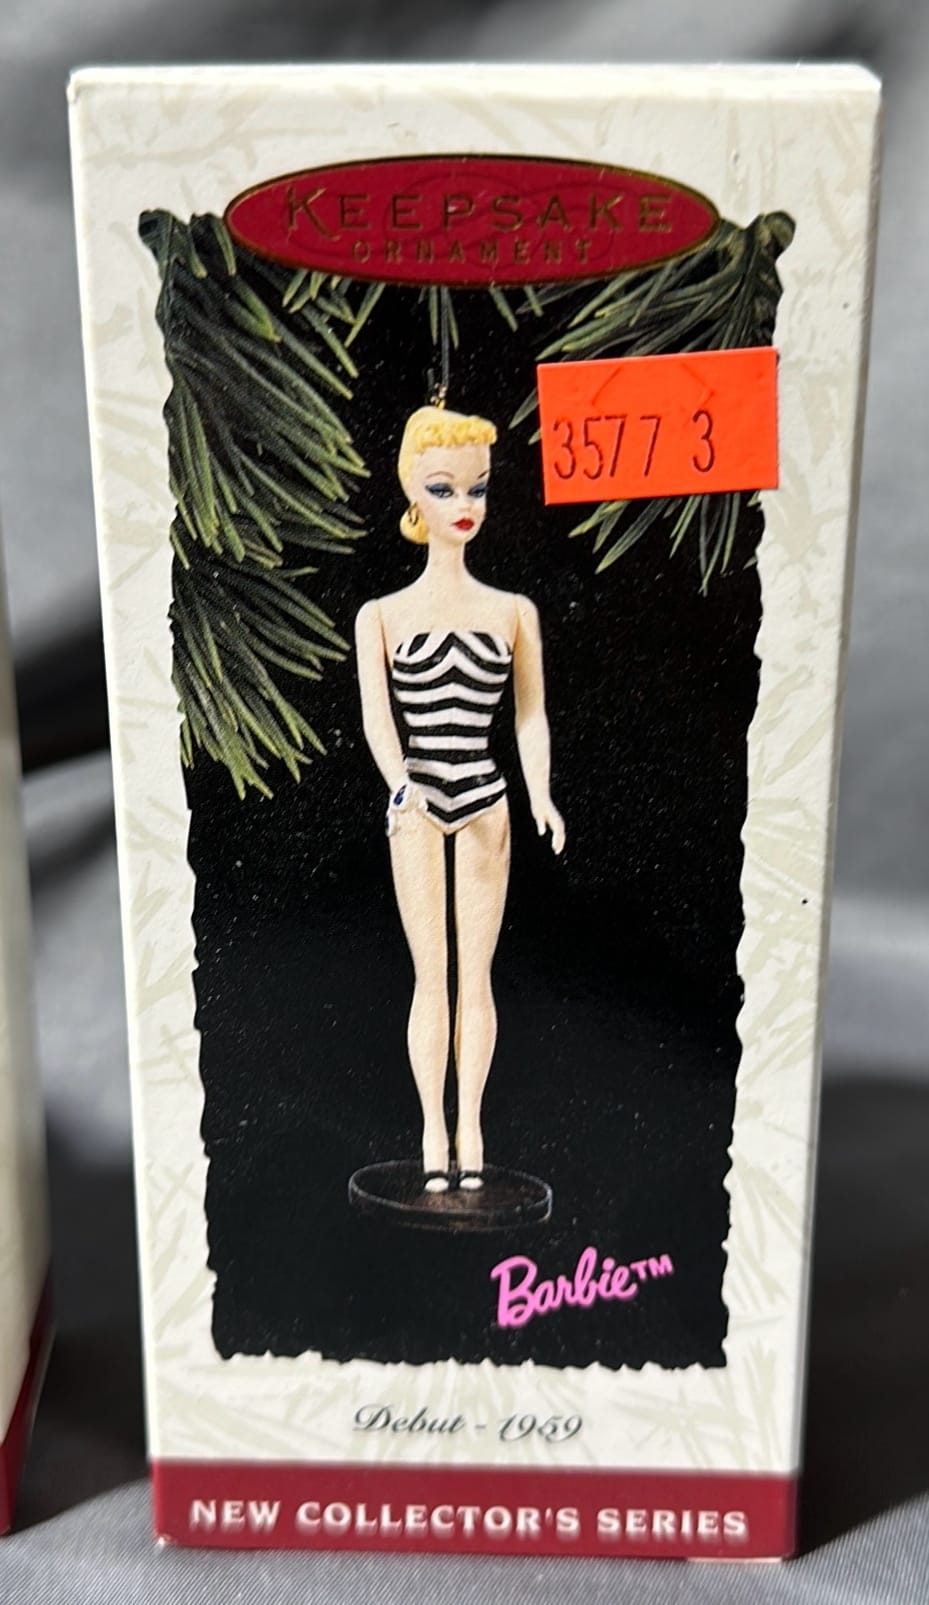 KEEPSAKE
ORNAMENT
3577 3
Barbie™
Debut - 1959
NEW COLLECTOR'S SERIES